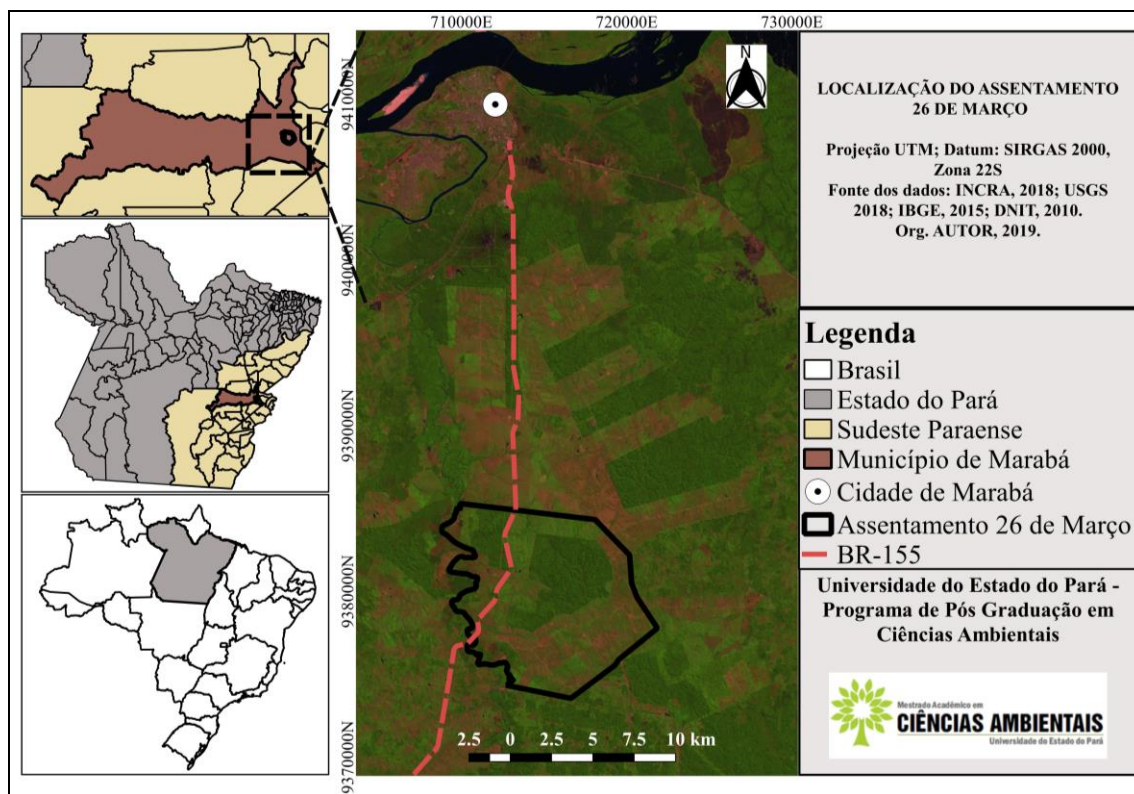 710000E
720000E
730000E
9410000N
9400000N
9390000N
9380000N
9370000N
N
2.5 0 2.5 5 7.5 10 km
LOCALIZAÇÃO DO ASSENTAMENTO
26 DE MARÇO
Projeção UTM; Datum: SIRGAS 2000,
Zona 22S
Fonte dos dados: INCRA, 2018; USGS
2018; IBGE, 2015; DNIT, 2010.
Org. AUTOR, 2019.
Legenda
Brasil
Estado do Pará
Sudeste Paraense
Município de Marabá
Cidade de Marabá
Assentamento 26 de Março
BR-155
Universidade do Estado do Pará -
Programa de Pós Graduação em
Ciências Ambientais
Mestrado Acadêmico em
CIÊNCIAS AMBIENTAIS
Universidade do Estado do Pará